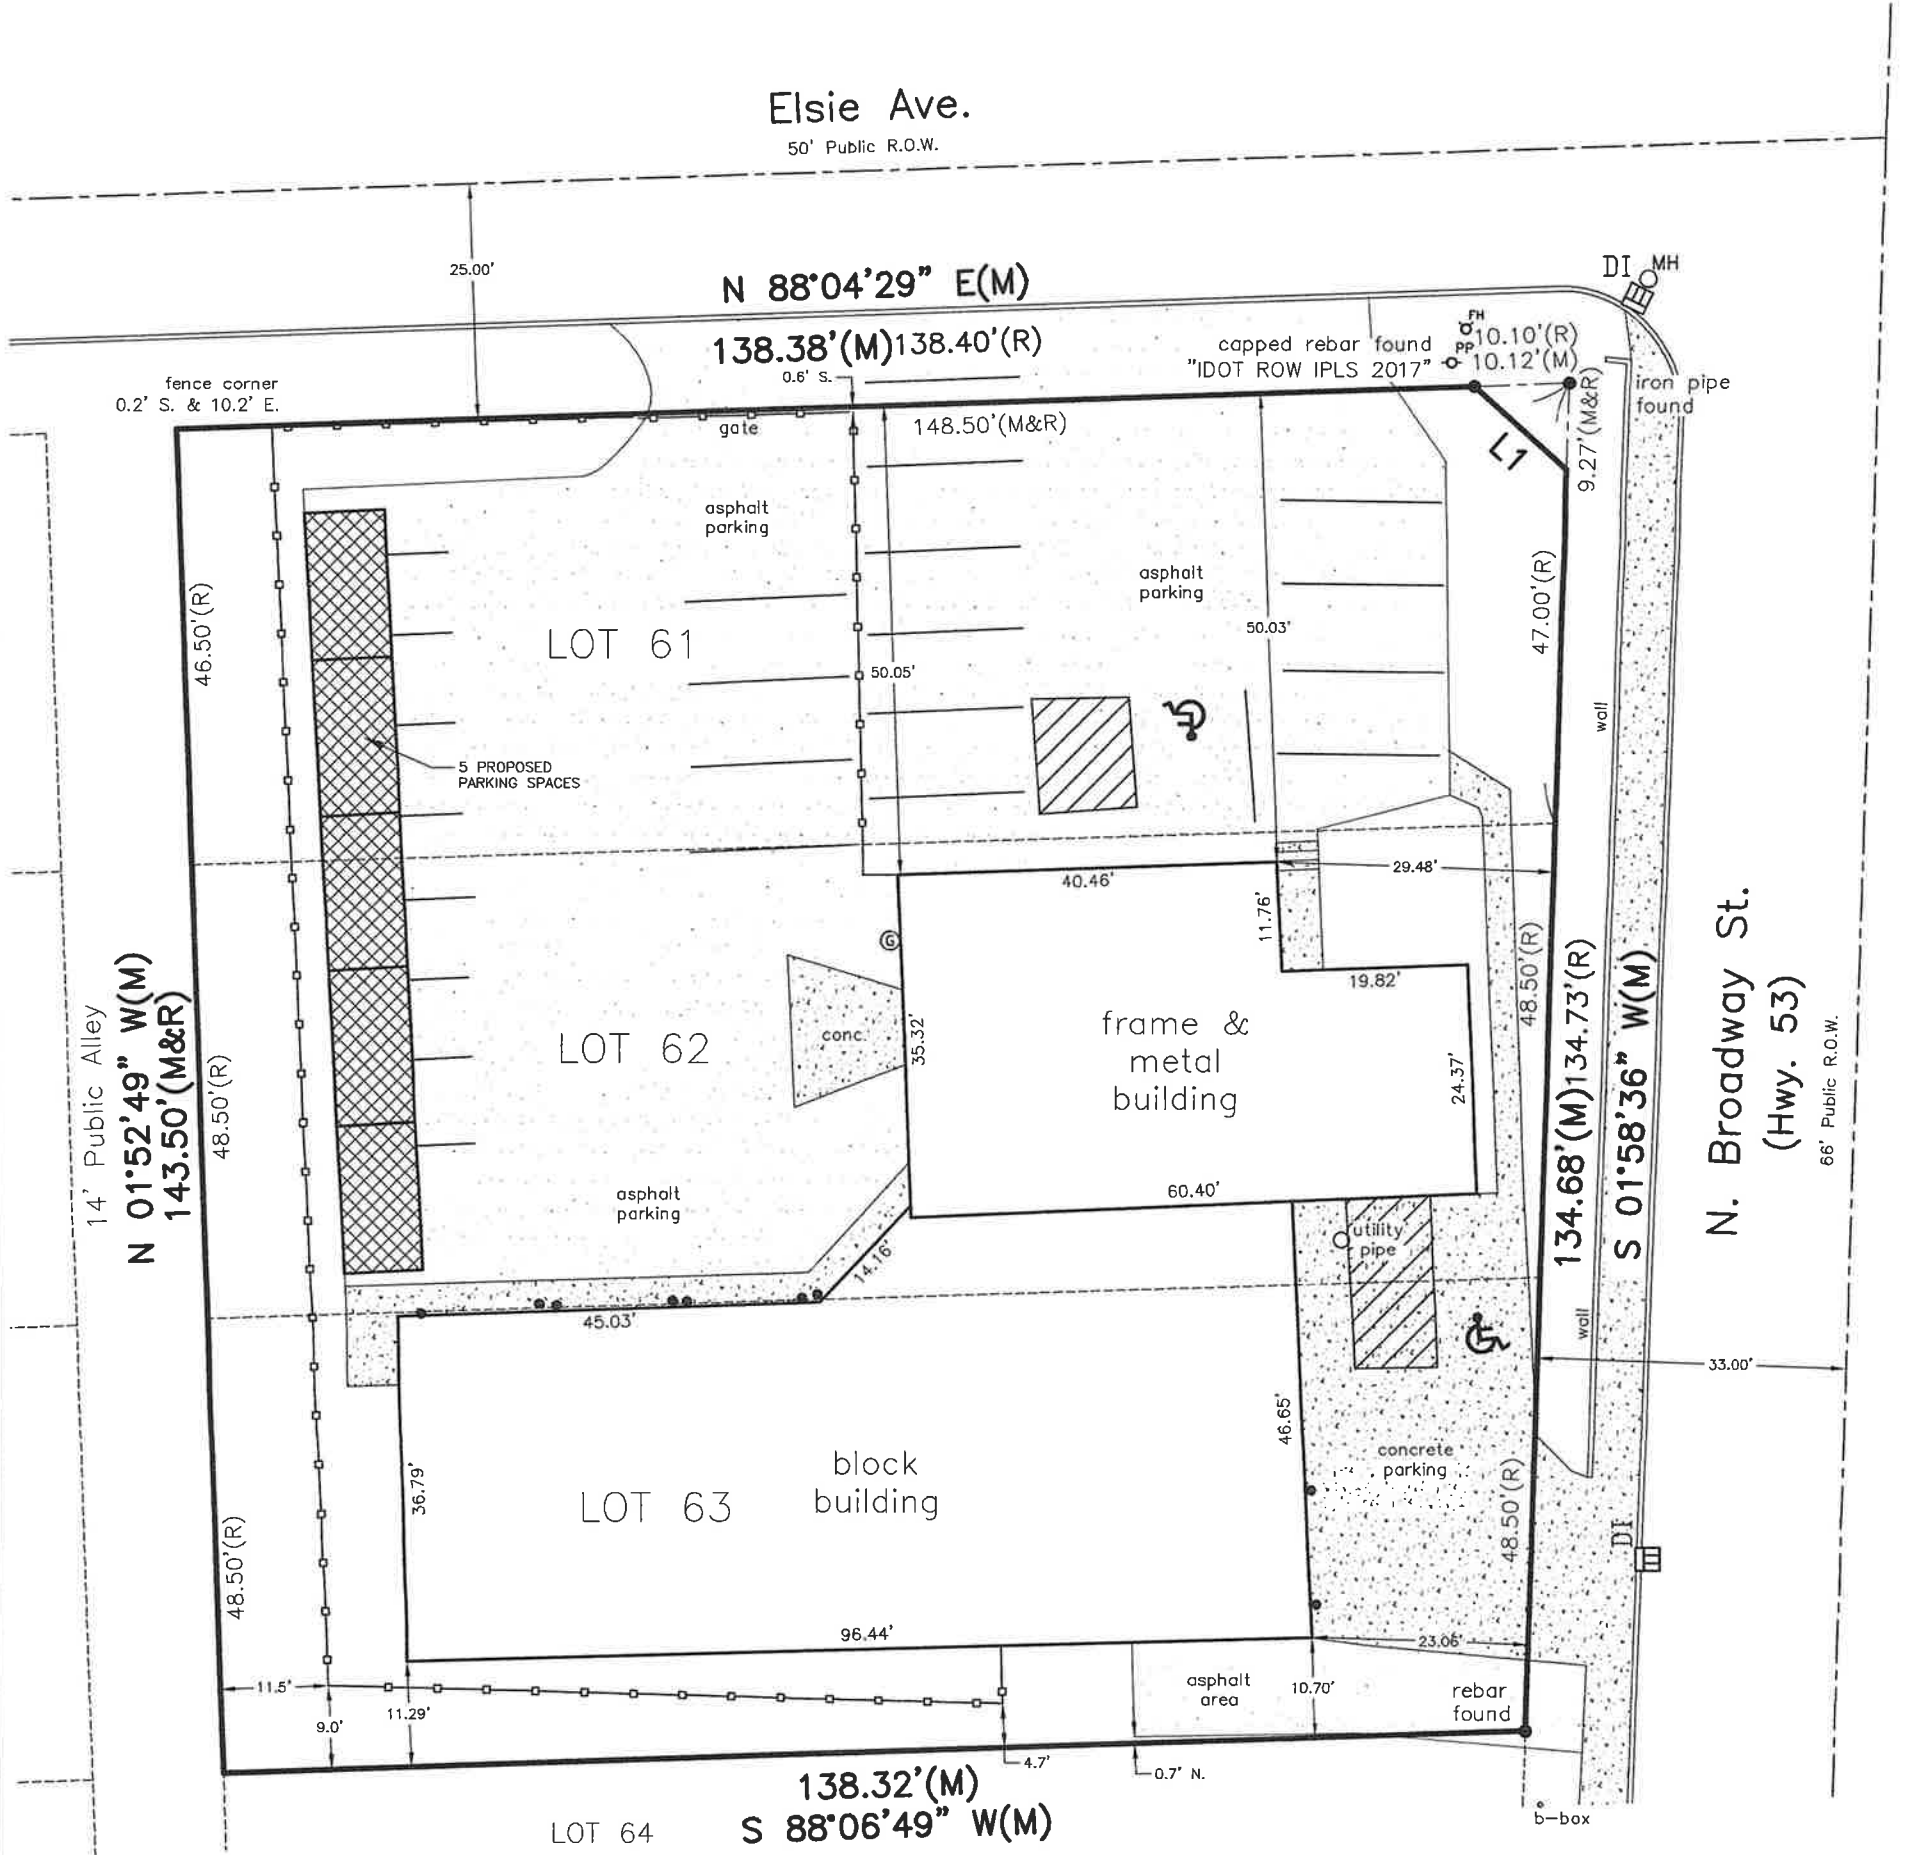 Elsie Ave.
50' Public R.O.W.
25.00'
N 88°04'29" E(M)
138.38'(M)138.40'(R)
0.6' S.
148.50'(M&R)
gate
fence corner
0.2' S. & 10.2' E.
DI
MH
FH
PP
10.10'(R)
10.12'(M)
capped rebar found
"IDOT ROW IPLS 2017"
iron pipe
found
L1
9.27'(M&R)
asphalt
parking
asphalt
parking
46.50'(R)
LOT 61
50.05'
50.03'
47.00'(R)
wall
5 PROPOSED
PARKING SPACES
40.46'
29.48'
11.76'
19.82'
G
14' Public Alley
N 01°52'49" W(M)
143.50'(M&R)
48.50'(R)
LOT 62
conc.
35.32'
frame &
metal
building
24.37'
48.50'(R)
134.68'(M)134.73'(R)
S 01°58'36" W(M)
N. Broadway St.
(Hwy. 53)
66' Public R.O.W.
asphalt
parking
60.40'
14.16'
utility
pipe
45.03'
wall
33.00'
48.50'(R)
36.79'
LOT 63
block
building
46.65'
concrete
parking
48.50'(R)
DI
96.44'
23.06'
11.5'
9.0'
11.29'
asphalt
area
10.70'
rebar
found
4.7'
0.7' N.
138.32'(M)
S 88°06'49" W(M)
LOT 64
b-box